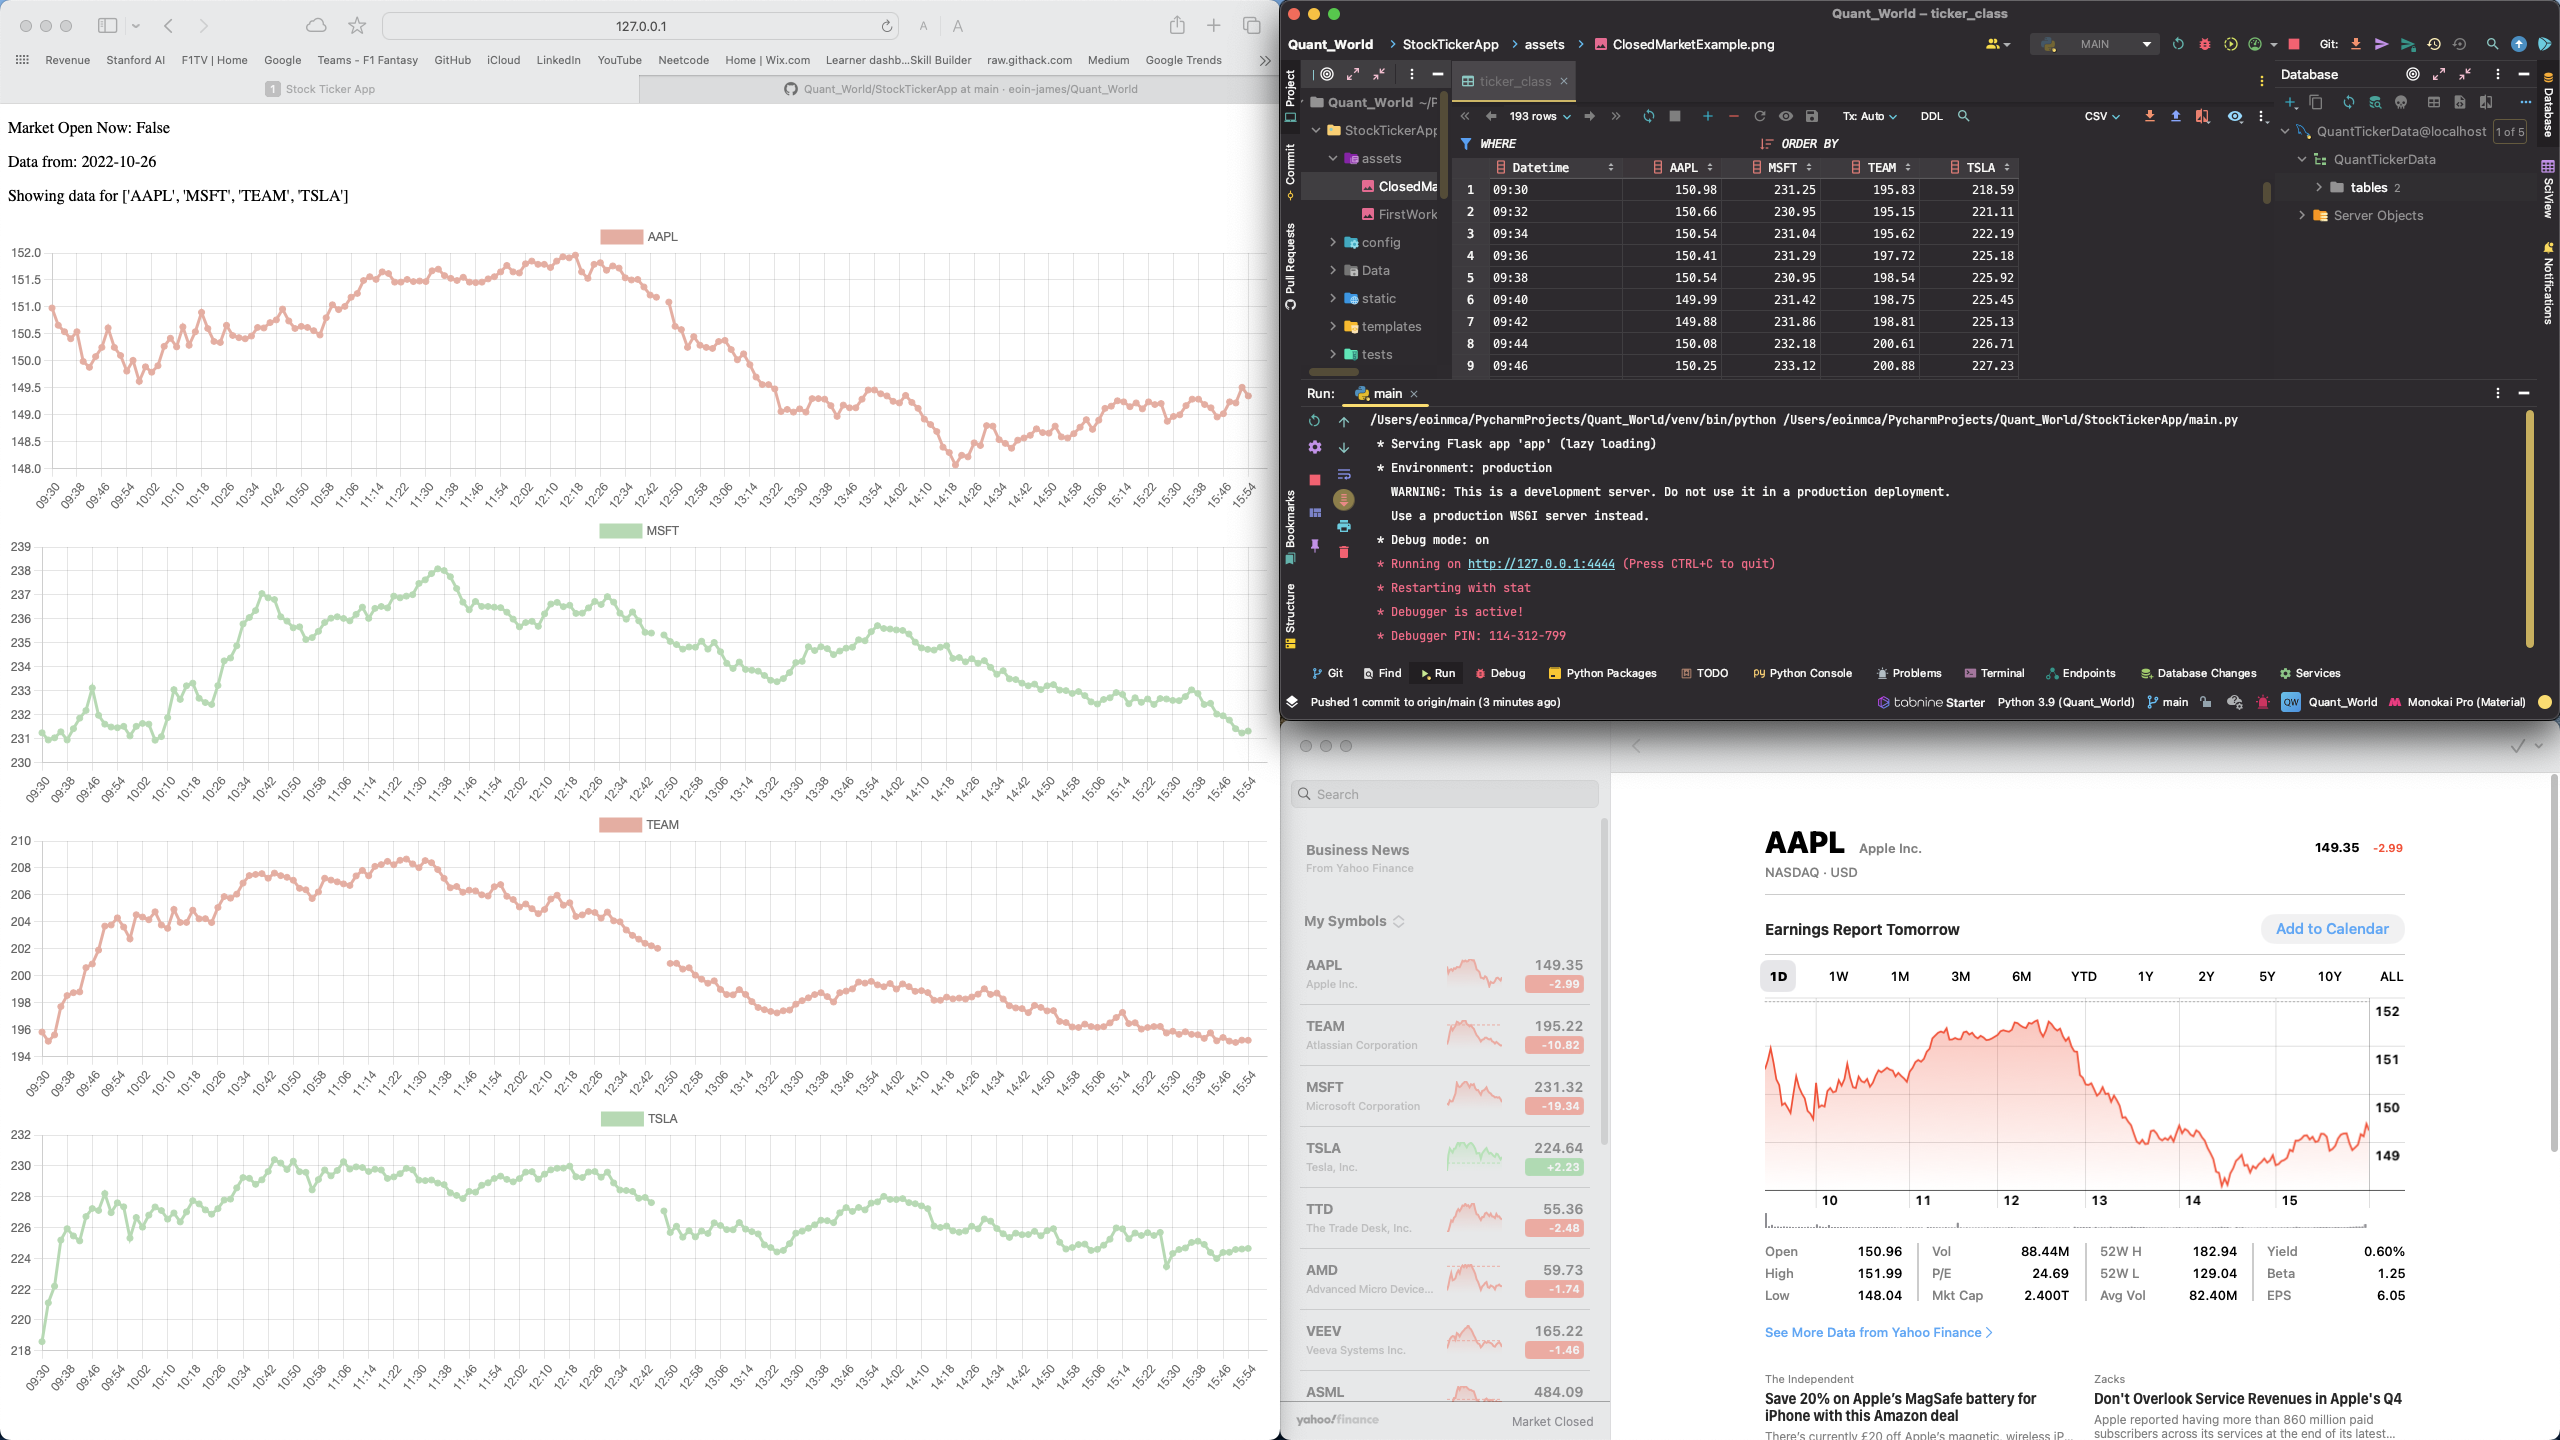 127.0.0.1
A A
Revenue Stanford AI F1TV | Home Google Teams - F1 Fantasy GitHub iCloud LinkedIn YouTube Neetcode Home | Wix.com Learner dashb...Skill Builder raw.githack.com Medium Google Trends
1 Stock Ticker App
Quant_World/StockTickerApp at main · eoin-james/Quant_World
Market Open Now: False
Data from: 2022-10-26
Showing data for ['AAPL', 'MSFT', 'TEAM', 'TSLA']
AAPL
152.0
151.5
151.0
150.5
150.0
149.5
149.0
148.5
148.0
09:30 09:38 09:46 09:54 10:02 10:10 10:18 10:26 10:34 10:42 10:50 10:58 11:06 11:14 11:22 11:30 11:38 11:46 11:54 12:02 12:10 12:18 12:26 12:34 12:42 12:50 12:58 13:06 13:14 13:22 13:30 13:38 13:46 13:54 14:02 14:10 14:18 14:26 14:34 14:42 14:50 14:58 15:06 15:14 15:22 15:30 15:38 15:46 15:54
MSFT
239
238
237
236
235
234
233
232
231
230
09:30 09:38 09:46 09:54 10:02 10:10 10:18 10:26 10:34 10:42 10:50 10:58 11:06 11:14 11:22 11:30 11:38 11:46 11:54 12:02 12:10 12:18 12:26 12:34 12:42 12:50 12:58 13:06 13:14 13:22 13:30 13:38 13:46 13:54 14:02 14:10 14:18 14:26 14:34 14:42 14:50 14:58 15:06 15:14 15:22 15:30 15:38 15:46 15:54
TEAM
210
208
206
204
202
200
198
196
194
09:30 09:38 09:46 09:54 10:02 10:10 10:18 10:26 10:34 10:42 10:50 10:58 11:06 11:14 11:22 11:30 11:38 11:46 11:54 12:02 12:10 12:18 12:26 12:34 12:42 12:50 12:58 13:06 13:14 13:22 13:30 13:38 13:46 13:54 14:02 14:10 14:18 14:26 14:34 14:42 14:50 14:58 15:06 15:14 15:22 15:30 15:38 15:46 15:54
TSLA
232
230
228
226
224
222
220
218
09:30 09:38 09:46 09:54 10:02 10:10 10:18 10:26 10:34 10:42 10:50 10:58 11:06 11:14 11:22 11:30 11:38 11:46 11:54 12:02 12:10 12:18 12:26 12:34 12:42 12:50 12:58 13:06 13:14 13:22 13:30 13:38 13:46 13:54 14:02 14:10 14:18 14:26 14:34 14:42 14:50 14:58 15:06 15:14 15:22 15:30 15:38 15:46 15:54
Quant_World – ticker_class
Quant_World StockTickerApp assets ClosedMarketExample.png
MAIN Git:
Project
Commit
Pull Requests
Bookmarks
Structure
Quant_World ~/P
StockTickerApp
assets
ClosedMa
FirstWork
config
Data
static
templates
tests
ticker_class
193 rows Tx: Auto DDL CSV
WHERE ORDER BY
Datetime AAPL MSFT TEAM TSLA
1 09:30 150.98 231.25 195.83 218.59
2 09:32 150.66 230.95 195.15 221.11
3 09:34 150.54 231.04 195.62 222.19
4 09:36 150.41 231.29 197.72 225.18
5 09:38 150.54 230.95 198.54 225.92
6 09:40 149.99 231.42 198.75 225.45
7 09:42 149.88 231.86 198.81 225.13
8 09:44 150.08 232.18 200.61 226.71
9 09:46 150.25 233.12 200.88 227.23
Database
QuantTickerData@localhost 1 of 5
QuantTickerData
tables 2
Server Objects
Database
SciView
Notifications
Run: main
/Users/eoinmca/PycharmProjects/Quant_World/venv/bin/python /Users/eoinmca/PycharmProjects/Quant_World/StockTickerApp/main.py
* Serving Flask app 'app' (lazy loading)
* Environment: production
WARNING: This is a development server. Do not use it in a production deployment.
Use a production WSGI server instead.
* Debug mode: on
* Running on http://127.0.0.1:4444 (Press CTRL+C to quit)
* Restarting with stat
* Debugger is active!
* Debugger PIN: 114-312-799
Git Find Run Debug Python Packages TODO Python Console Problems Terminal Endpoints Database Changes Services
Pushed 1 commit to origin/main (3 minutes ago) tabnine Starter Python 3.9 (Quant_World) main QW Quant_World Monokai Pro (Material)
Search
Business News
From Yahoo Finance
My Symbols
AAPL 149.35
Apple Inc. -2.99
TEAM 195.22
Atlassian Corporation -10.82
MSFT 231.32
Microsoft Corporation -19.34
TSLA 224.64
Tesla, Inc. +2.23
TTD 55.36
The Trade Desk, Inc. -2.48
AMD 59.73
Advanced Micro Device... -1.74
VEEV 165.22
Veeva Systems Inc. -1.46
ASML 484.09
yahoo!finance Market Closed
AAPL Apple Inc. 149.35 -2.99
NASDAQ · USD
Earnings Report Tomorrow Add to Calendar
1D 1W 1M 3M 6M YTD 1Y 2Y 5Y 10Y ALL
152
151
150
149
10 11 12 13 14 15
Open 150.96 Vol 88.44M 52W H 182.94 Yield 0.60%
High 151.99 P/E 24.69 52W L 129.04 Beta 1.25
Low 148.04 Mkt Cap 2.400T Avg Vol 82.40M EPS 6.05
See More Data from Yahoo Finance
The Independent
Save 20% on Apple's MagSafe battery for
iPhone with this Amazon deal
There's currently £20 off Apple's magnetic, wireless iP...
Zacks
Don't Overlook Service Revenues in Apple's Q4
Apple reported having more than 860 million paid
subscribers across its services at the end of its latest...